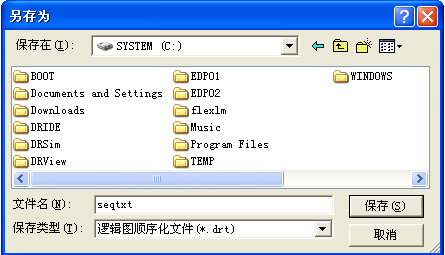 另存为
保存在(I):
SYSTEM (C:)
BOOT
Documents and Settings
Downloads
DRIDE
DRSim
DRView
EDPO1
EDPO2
flexlm
Music
Program Files
TEMP
WINDOWS
文件名(N):
seqtxt
保存(S)
保存类型(T):
逻辑图顺序化文件(*.drt)
取消